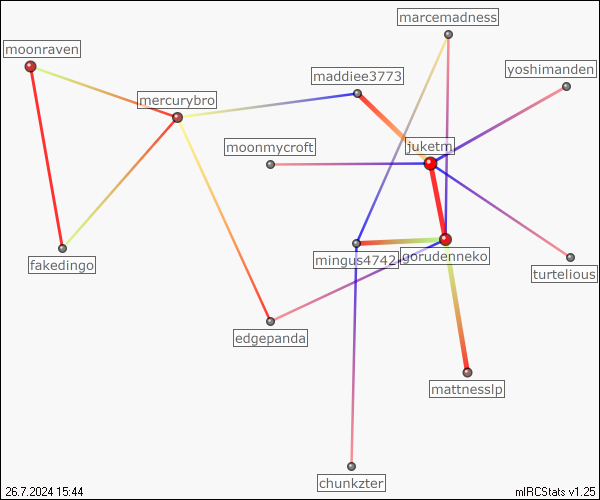 marcemadness
moonraven
yoshimanden
maddiee3773
mercurybro
juketm
moonmycroft
gorudenneko
mingus4742
fakedingo
turtelious
edgepanda
mattnesslp
chunkzter
26.7.2024 15:44
mIRCStats v1.25